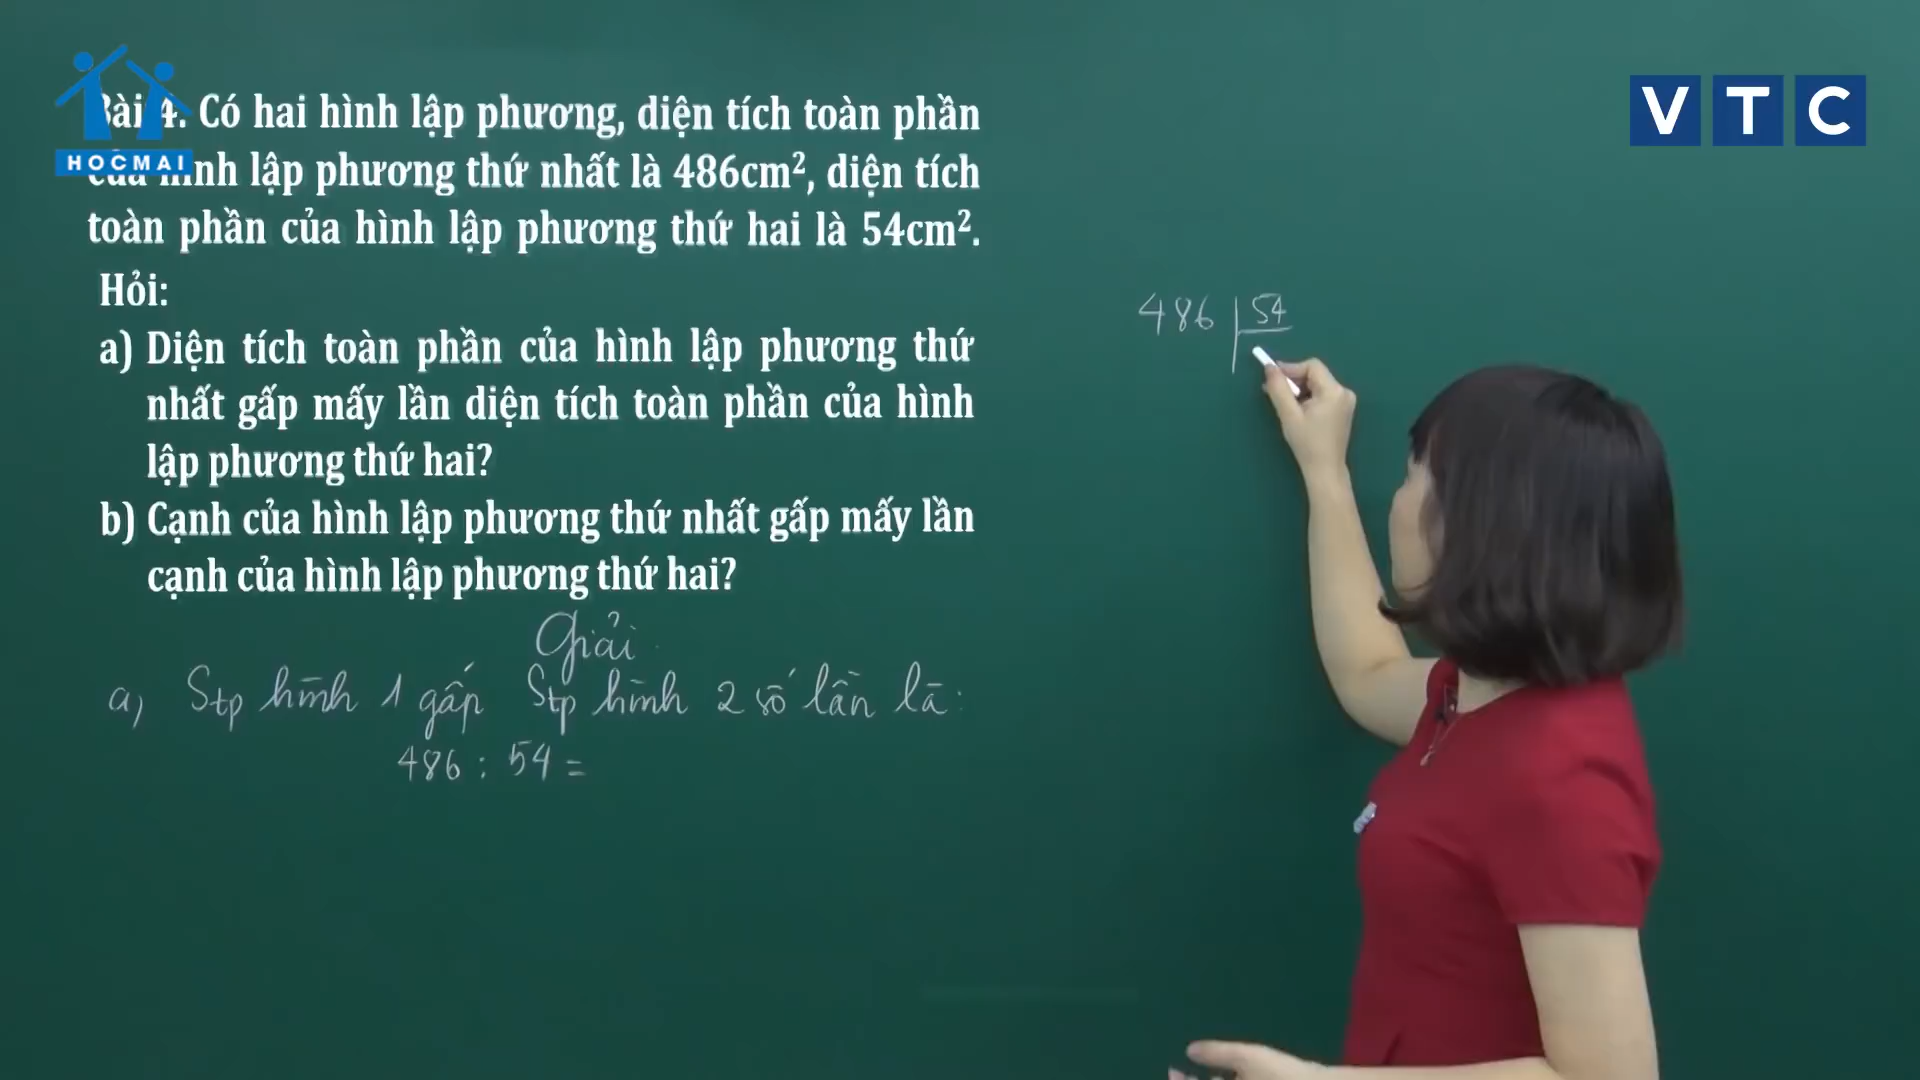 HOCMAI
VTC
Bài 4. Có hai hình lập phương, diện tích toàn phần
của hình lập phương thứ nhất là 486cm², diện tích
toàn phần của hình lập phương thứ hai là 54cm².
Hỏi:
a) Diện tích toàn phần của hình lập phương thứ
nhất gấp mấy lần diện tích toàn phần của hình
lập phương thứ hai?
b) Cạnh của hình lập phương thứ nhất gấp mấy lần
cạnh của hình lập phương thứ hai?
Giải
a, Stp hình 1 gấp Stp hình 2 số lần là:
486 : 54 =
486 | 54